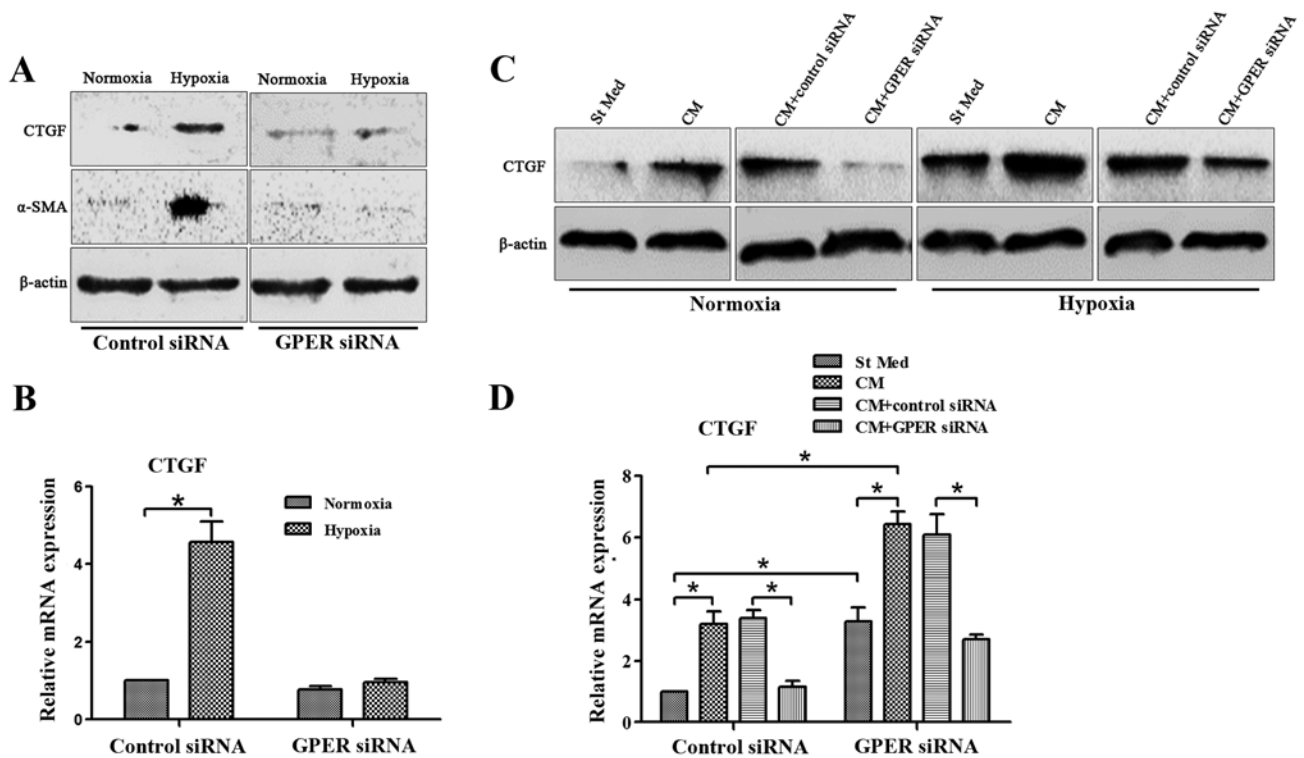 A
Normoxia Hypoxia Normoxia Hypoxia
CTGF
α-SMA
β-actin
Control siRNA GPER siRNA
B
CTGF
Relative mRNA expression
6
4
2
0
*
Normoxia
Hypoxia
Control siRNA GPER siRNA
C
St Med CM CM+control siRNA CM+GPER siRNA St Med CM CM+control siRNA CM+GPER siRNA
CTGF
β-actin
Normoxia Hypoxia
D
St Med
CM
CM+control siRNA
CM+GPER siRNA
CTGF
Relative mRNA expression
8
6
4
2
0
*
* *
*
* *
Control siRNA GPER siRNA